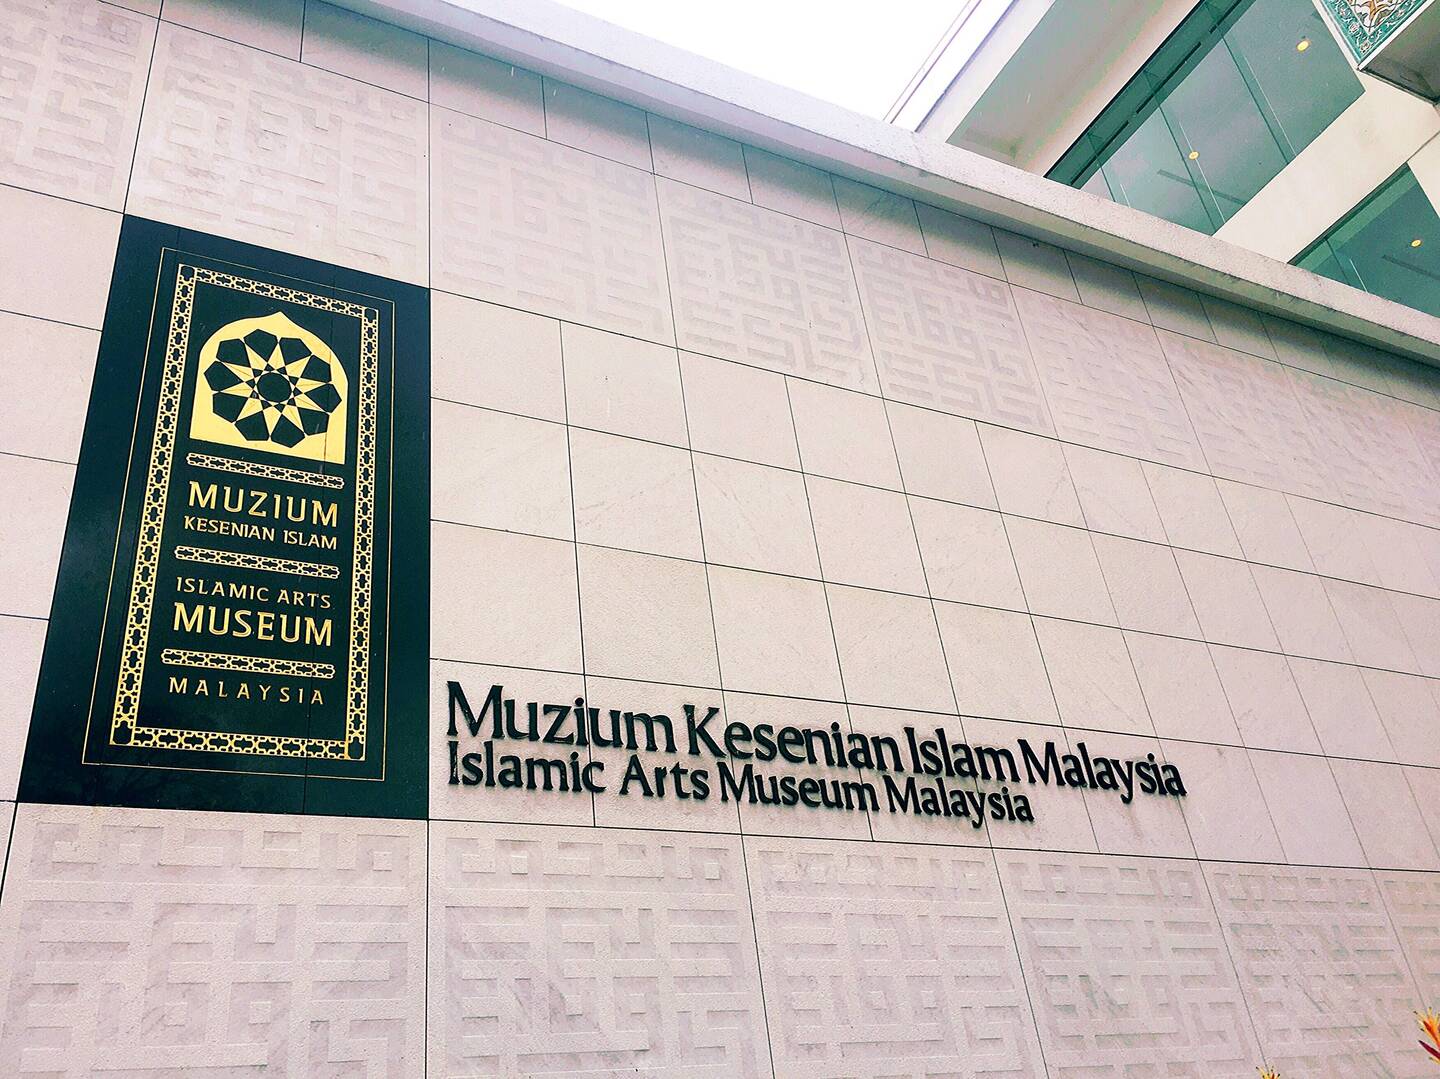 MUZIUM
KESENIAN ISLAM
ISLAMIC ARTS
MUSEUM
MALAYSIA
Muzium Kesenian Islam Malaysia
Islamic Arts Museum Malaysia